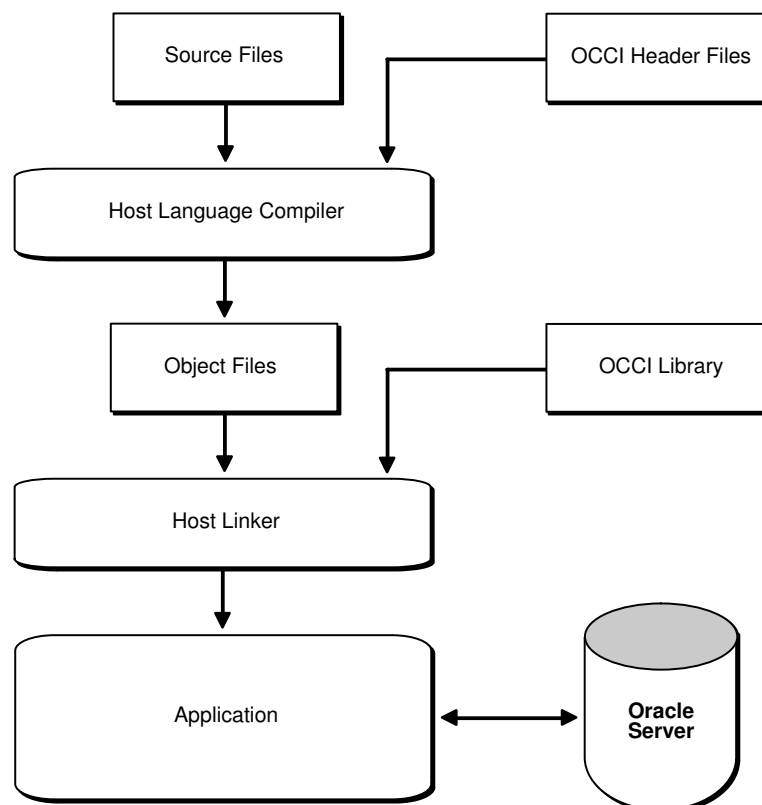 Source Files
OCCI Header Files
Host Language Compiler
Object Files
OCCI Library
Host Linker
Application
Oracle
Server